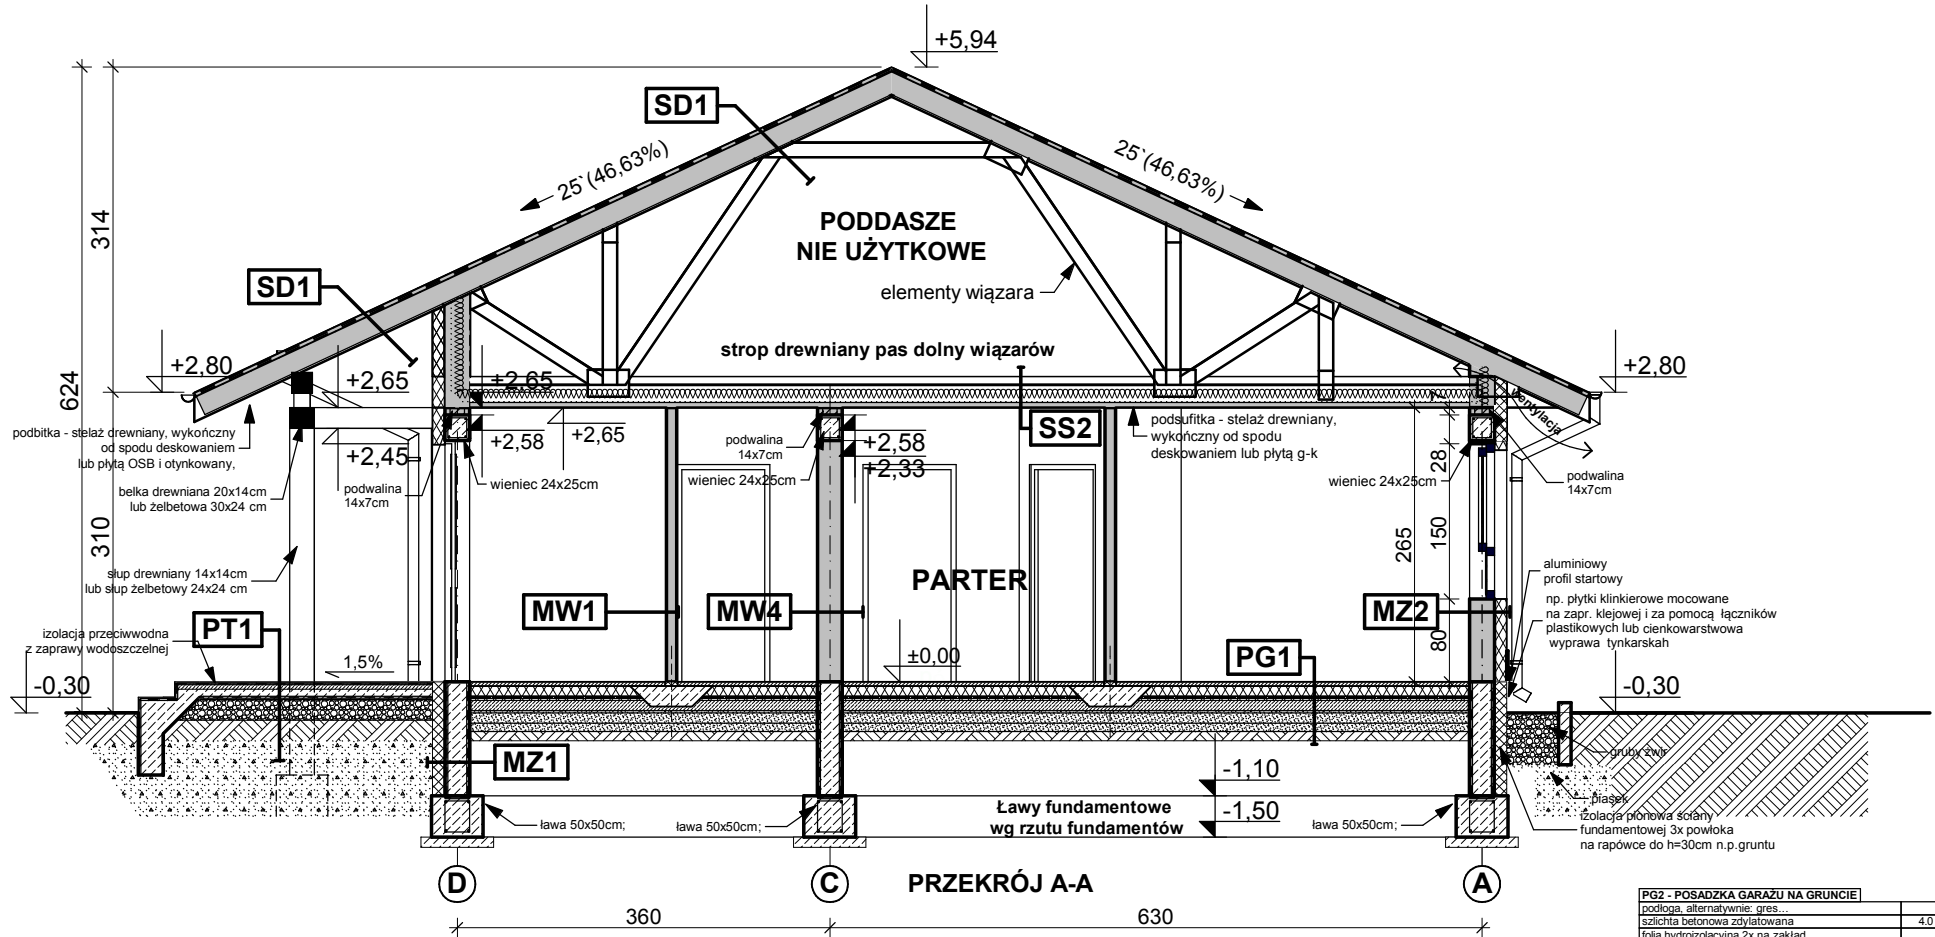 +5,94
SD1
25`(46,63%)
25`(46,63%)
314
624
PODDASZE
NIE UŻYTKOWE
SD1
elementy wiązara
strop drewniany pas dolny wiązarów
+2,80
+2,65
+2,65
+2,80
7
wentylacja
podbitka - stelaż drewniany, wykończny
od spodu deskowaniem
lub płytą OSB i otynkowany,
+2,58
+2,65
podwalina
14x7cm
+2,58
SS2
podsufitka - stelaż drewniany,
wykończny od spodu
deskowaniem lub płytą g-k
+2,45
+2,33
28
belka drewniana 20x14cm
lub żelbetowa 30x24 cm
podwalina
14x7cm
wieniec 24x25cm
wieniec 24x25cm
wieniec 24x25cm
podwalina
14x7cm
310
265
150
słup drewniany 14x14cm
lub słup żelbetowy 24x24 cm
PARTER
aluminiowy
profil startowy
MW1
MW4
MZ2
np. płytki klinkierowe mocowane
na zapr. klejowej i za pomocą łączników
plastikowych lub cienkowarstwowa
wyprawa tynkarskah
PT1
izolacja przeciwwodna
z zaprawy wodoszczelnej
1,5%
±0,00
PG1
80
-0,30
-0,30
MZ1
gruby żwir
-1,10
piasek
Ławy fundamentowe
wg rzutu fundamentów
-1,50
ława 50x50cm;
ława 50x50cm;
ława 50x50cm;
izolacja pionowa ściany
fundamentowej 3x powłoka
na rapówce do h=30cm n.p.gruntu
D
C
PRZEKRÓJ A-A
A
360
630
PG2 - POSADZKA GARAŻU NA GRUNCIE
podłoga, alternatywnie: gres...
szlichta betonowa zdylatowana 4.0
folia hydroizolacyjna 2x na zakład